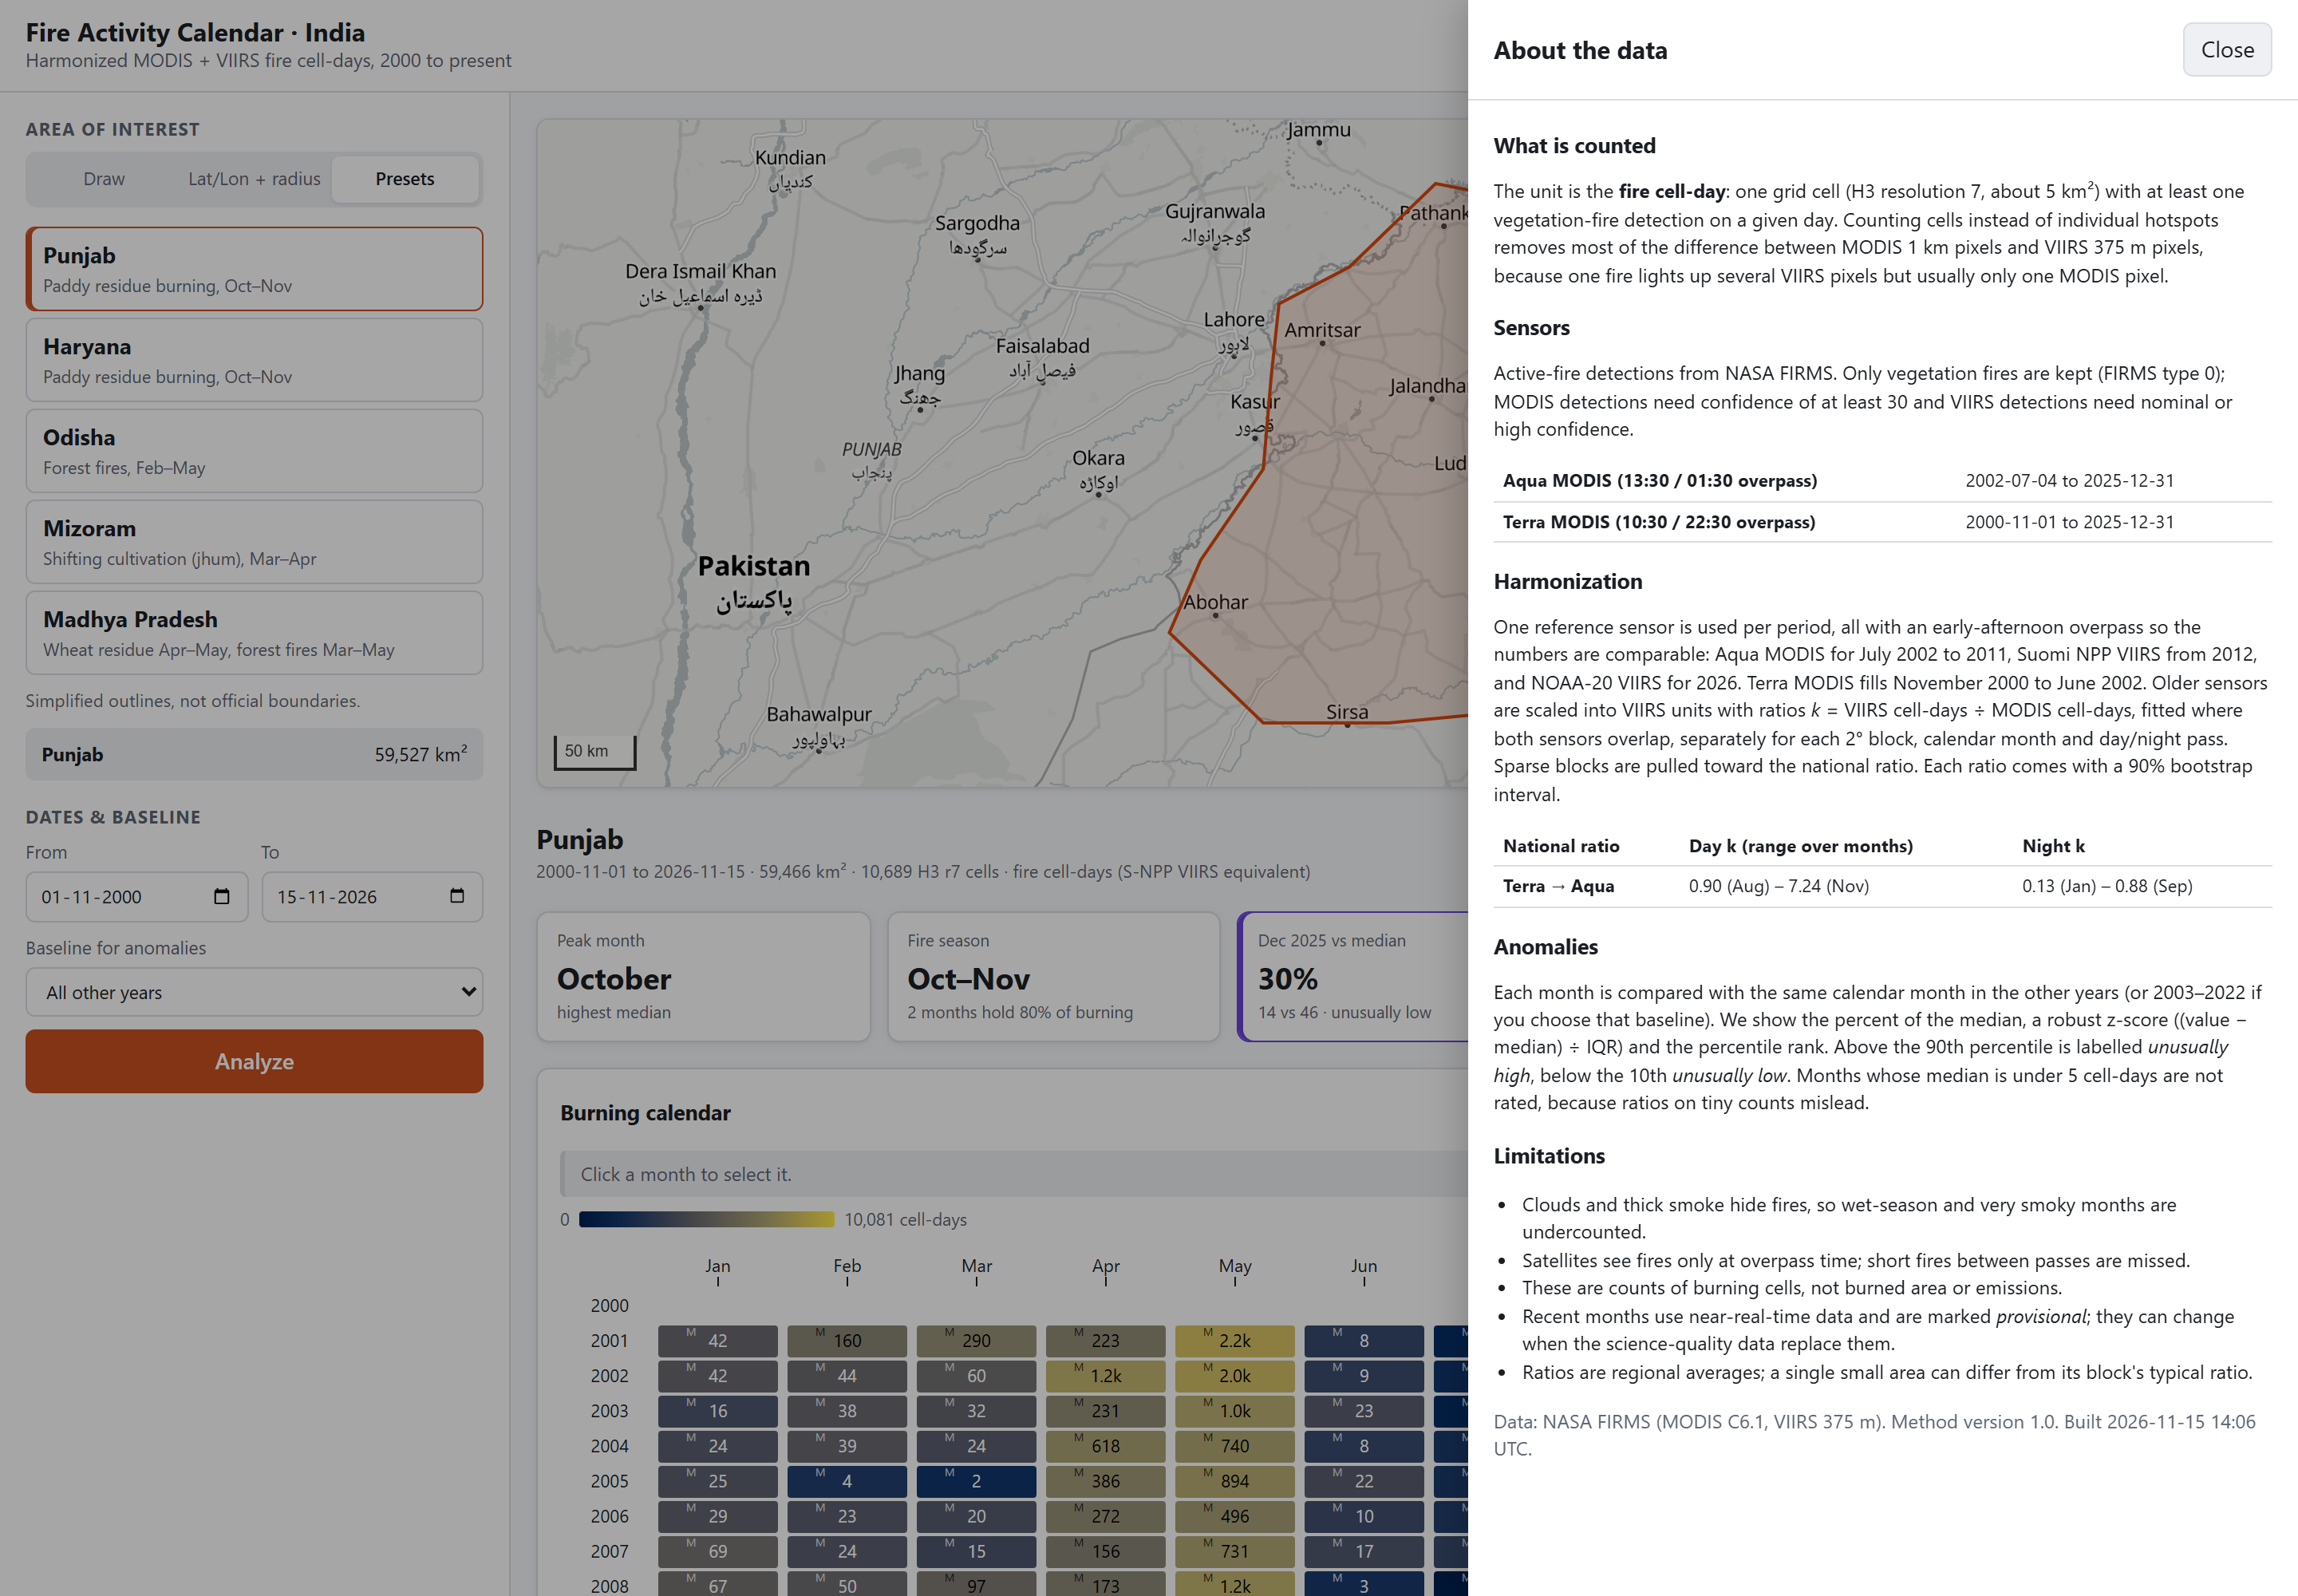 Fire Activity Calendar · India
Harmonized MODIS + VIIRS fire cell-days, 2000 to present
AREA OF INTEREST
Draw
Lat/Lon + radius
Presets
Punjab
Paddy residue burning, Oct–Nov
Haryana
Paddy residue burning, Oct–Nov
Odisha
Forest fires, Feb–May
Mizoram
Shifting cultivation (jhum), Mar–Apr
Madhya Pradesh
Wheat residue Apr–May, forest fires Mar–May
Simplified outlines, not official boundaries.
Punjab 59,527 km²
DATES & BASELINE
From To
01-11-2000 15-11-2026
Baseline for anomalies
All other years
Analyze
Jammu
Kundian
کندیاں
Pathank
Gujranwala
گوجرانوالہ
Sargodha
سرگودھا
Dera Ismail Khan
ڈیرہ اسماعیل خان
Lahore
لاہور
Amritsar
Faisalabad
فیصل آباد
Jhang
جھنگ
Jalandha
Kasur
قصور
PUNJAB
پنجاب
Okara
اوکاڑہ
Lud
Pakistan
پاکستان
Abohar
Bahawalpur
بہاولپور
Sirsa
50 km
Punjab
2000-11-01 to 2026-11-15 · 59,466 km² · 10,689 H3 r7 cells · fire cell-days (S-NPP VIIRS equivalent)
Peak month
October
highest median
Fire season
Oct–Nov
2 months hold 80% of burning
Dec 2025 vs median
30%
14 vs 46 · unusually low
Burning calendar
Click a month to select it.
0 10,081 cell-days
Jan Feb Mar Apr May Jun
2000
2001 M 42 M 160 M 290 M 223 M 2.2k M 8 M
2002 M 42 M 44 M 60 M 1.2k M 2.0k M 9 M
2003 M 16 M 38 M 32 M 231 M 1.0k M 23 M
2004 M 24 M 39 M 24 M 618 M 740 M 8 M
2005 M 25 M 4 M 2 M 386 M 894 M 22 M
2006 M 29 M 23 M 20 M 272 M 496 M 10 M
2007 M 69 M 24 M 15 M 156 M 731 M 17 M
2008 M 67 M 50 M 97 M 173 M 1.2k M 3 M
About the data
Close
What is counted
The unit is the fire cell-day: one grid cell (H3 resolution 7, about 5 km²) with at least one
vegetation-fire detection on a given day. Counting cells instead of individual hotspots
removes most of the difference between MODIS 1 km pixels and VIIRS 375 m pixels,
because one fire lights up several VIIRS pixels but usually only one MODIS pixel.
Sensors
Active-fire detections from NASA FIRMS. Only vegetation fires are kept (FIRMS type 0);
MODIS detections need confidence of at least 30 and VIIRS detections need nominal or
high confidence.
Aqua MODIS (13:30 / 01:30 overpass) 2002-07-04 to 2025-12-31
Terra MODIS (10:30 / 22:30 overpass) 2000-11-01 to 2025-12-31
Harmonization
One reference sensor is used per period, all with an early-afternoon overpass so the
numbers are comparable: Aqua MODIS for July 2002 to 2011, Suomi NPP VIIRS from 2012,
and NOAA-20 VIIRS for 2026. Terra MODIS fills November 2000 to June 2002. Older sensors
are scaled into VIIRS units with ratios k = VIIRS cell-days ÷ MODIS cell-days, fitted where
both sensors overlap, separately for each 2° block, calendar month and day/night pass.
Sparse blocks are pulled toward the national ratio. Each ratio comes with a 90% bootstrap
interval.
National ratio Day k (range over months) Night k
Terra → Aqua 0.90 (Aug) – 7.24 (Nov) 0.13 (Jan) – 0.88 (Sep)
Anomalies
Each month is compared with the same calendar month in the other years (or 2003–2022 if
you choose that baseline). We show the percent of the median, a robust z-score ((value −
median) ÷ IQR) and the percentile rank. Above the 90th percentile is labelled unusually
high, below the 10th unusually low. Months whose median is under 5 cell-days are not
rated, because ratios on tiny counts mislead.
Limitations
• Clouds and thick smoke hide fires, so wet-season and very smoky months are
undercounted.
• Satellites see fires only at overpass time; short fires between passes are missed.
• These are counts of burning cells, not burned area or emissions.
• Recent months use near-real-time data and are marked provisional; they can change
when the science-quality data replace them.
• Ratios are regional averages; a single small area can differ from its block's typical ratio.
Data: NASA FIRMS (MODIS C6.1, VIIRS 375 m). Method version 1.0. Built 2026-11-15 14:06
UTC.